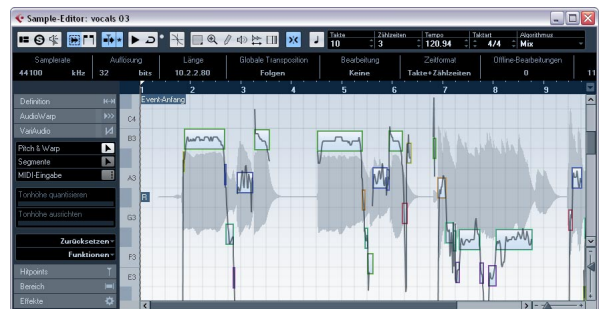 Sample-Editor: vocals 03
Takte Zählzeiten Tempo Taktart Algorithmus
10 3 120.94 4/4 Mix
Samplerate Auflösung Länge Globale Transposition Bearbeitung Zeitformat Offline-Bearbeitungen
44100 kHz 32 bits 10.2.2.80 Folgen Keine Takte+Zählzeiten 0 11
1 2 3 4 5 6 7 8 9
Event-Anfang
Definition
AudioWarp
VariAudio
Pitch & Warp
Segmente
MIDI-Eingabe
Tonhöhe quantisieren
Tonhöhe ausrichten
Zurücksetzen
Funktionen
Hitpoints
Bereich
Effekte
C4
B3
A3
G3
F3
E3
R